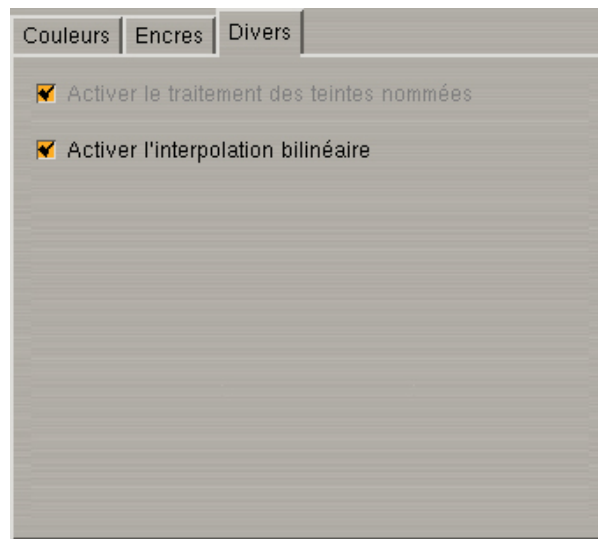 Couleurs Encres Divers
Activer le traitement des teintes nommées
Activer l'interpolation bilinéaire